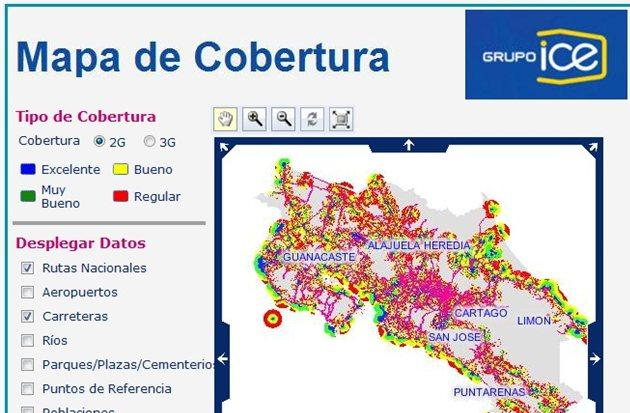 Mapa de Cobertura
GRUPO ice
Tipo de Cobertura
Cobertura 2G 3G
Excelente Bueno
Muy Bueno Regular
Desplegar Datos
Rutas Nacionales
Aeropuertos
Carreteras
Ríos
Parques/Plazas/Cementerios
Puntos de Referencia
Poblaciones
GUANACASTE
ALAJUELA HEREDIA
CARTAGO
LIMON
SAN JOSE
PUNTARENAS